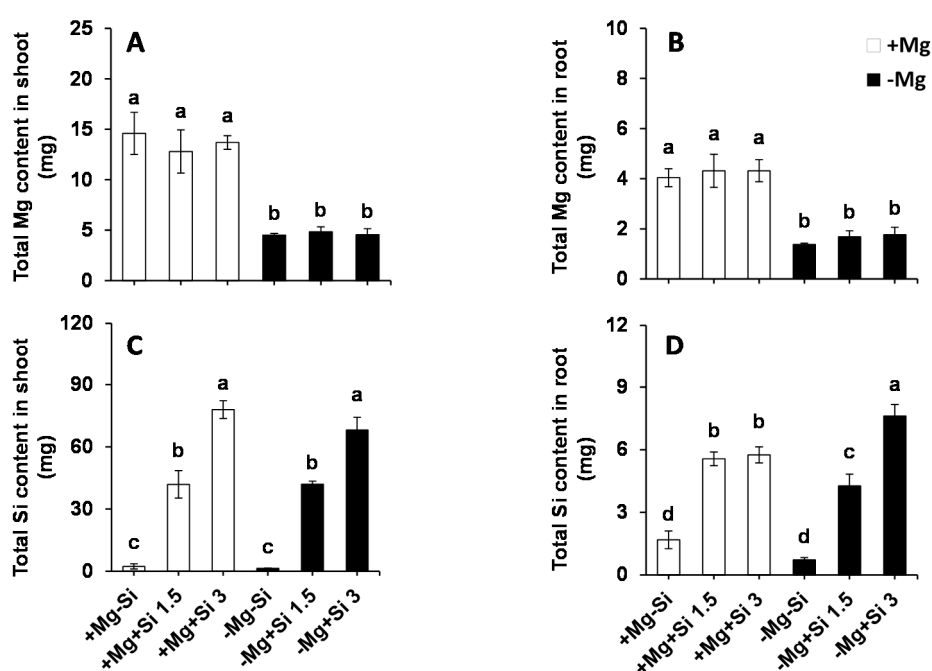 A
Total Mg content in shoot
(mg)
25
20
15
10
5
0
a
a
a
b
b
b
B
Total Mg content in root
(mg)
10
8
6
4
2
0
a
a
a
b
b
b
+Mg
-Mg
C
Total Si content in shoot
(mg)
120
90
60
30
0
c
b
a
c
b
a
+Mg-Si
+Mg+Si 1.5
+Mg+Si 3
-Mg-Si
-Mg+Si 1.5
-Mg+Si 3
D
Total Si content in root
(mg)
12
9
6
3
0
d
b
b
d
c
a
+Mg-Si
+Mg+Si 1.5
+Mg+Si 3
-Mg-Si
-Mg+Si 1.5
-Mg+Si 3